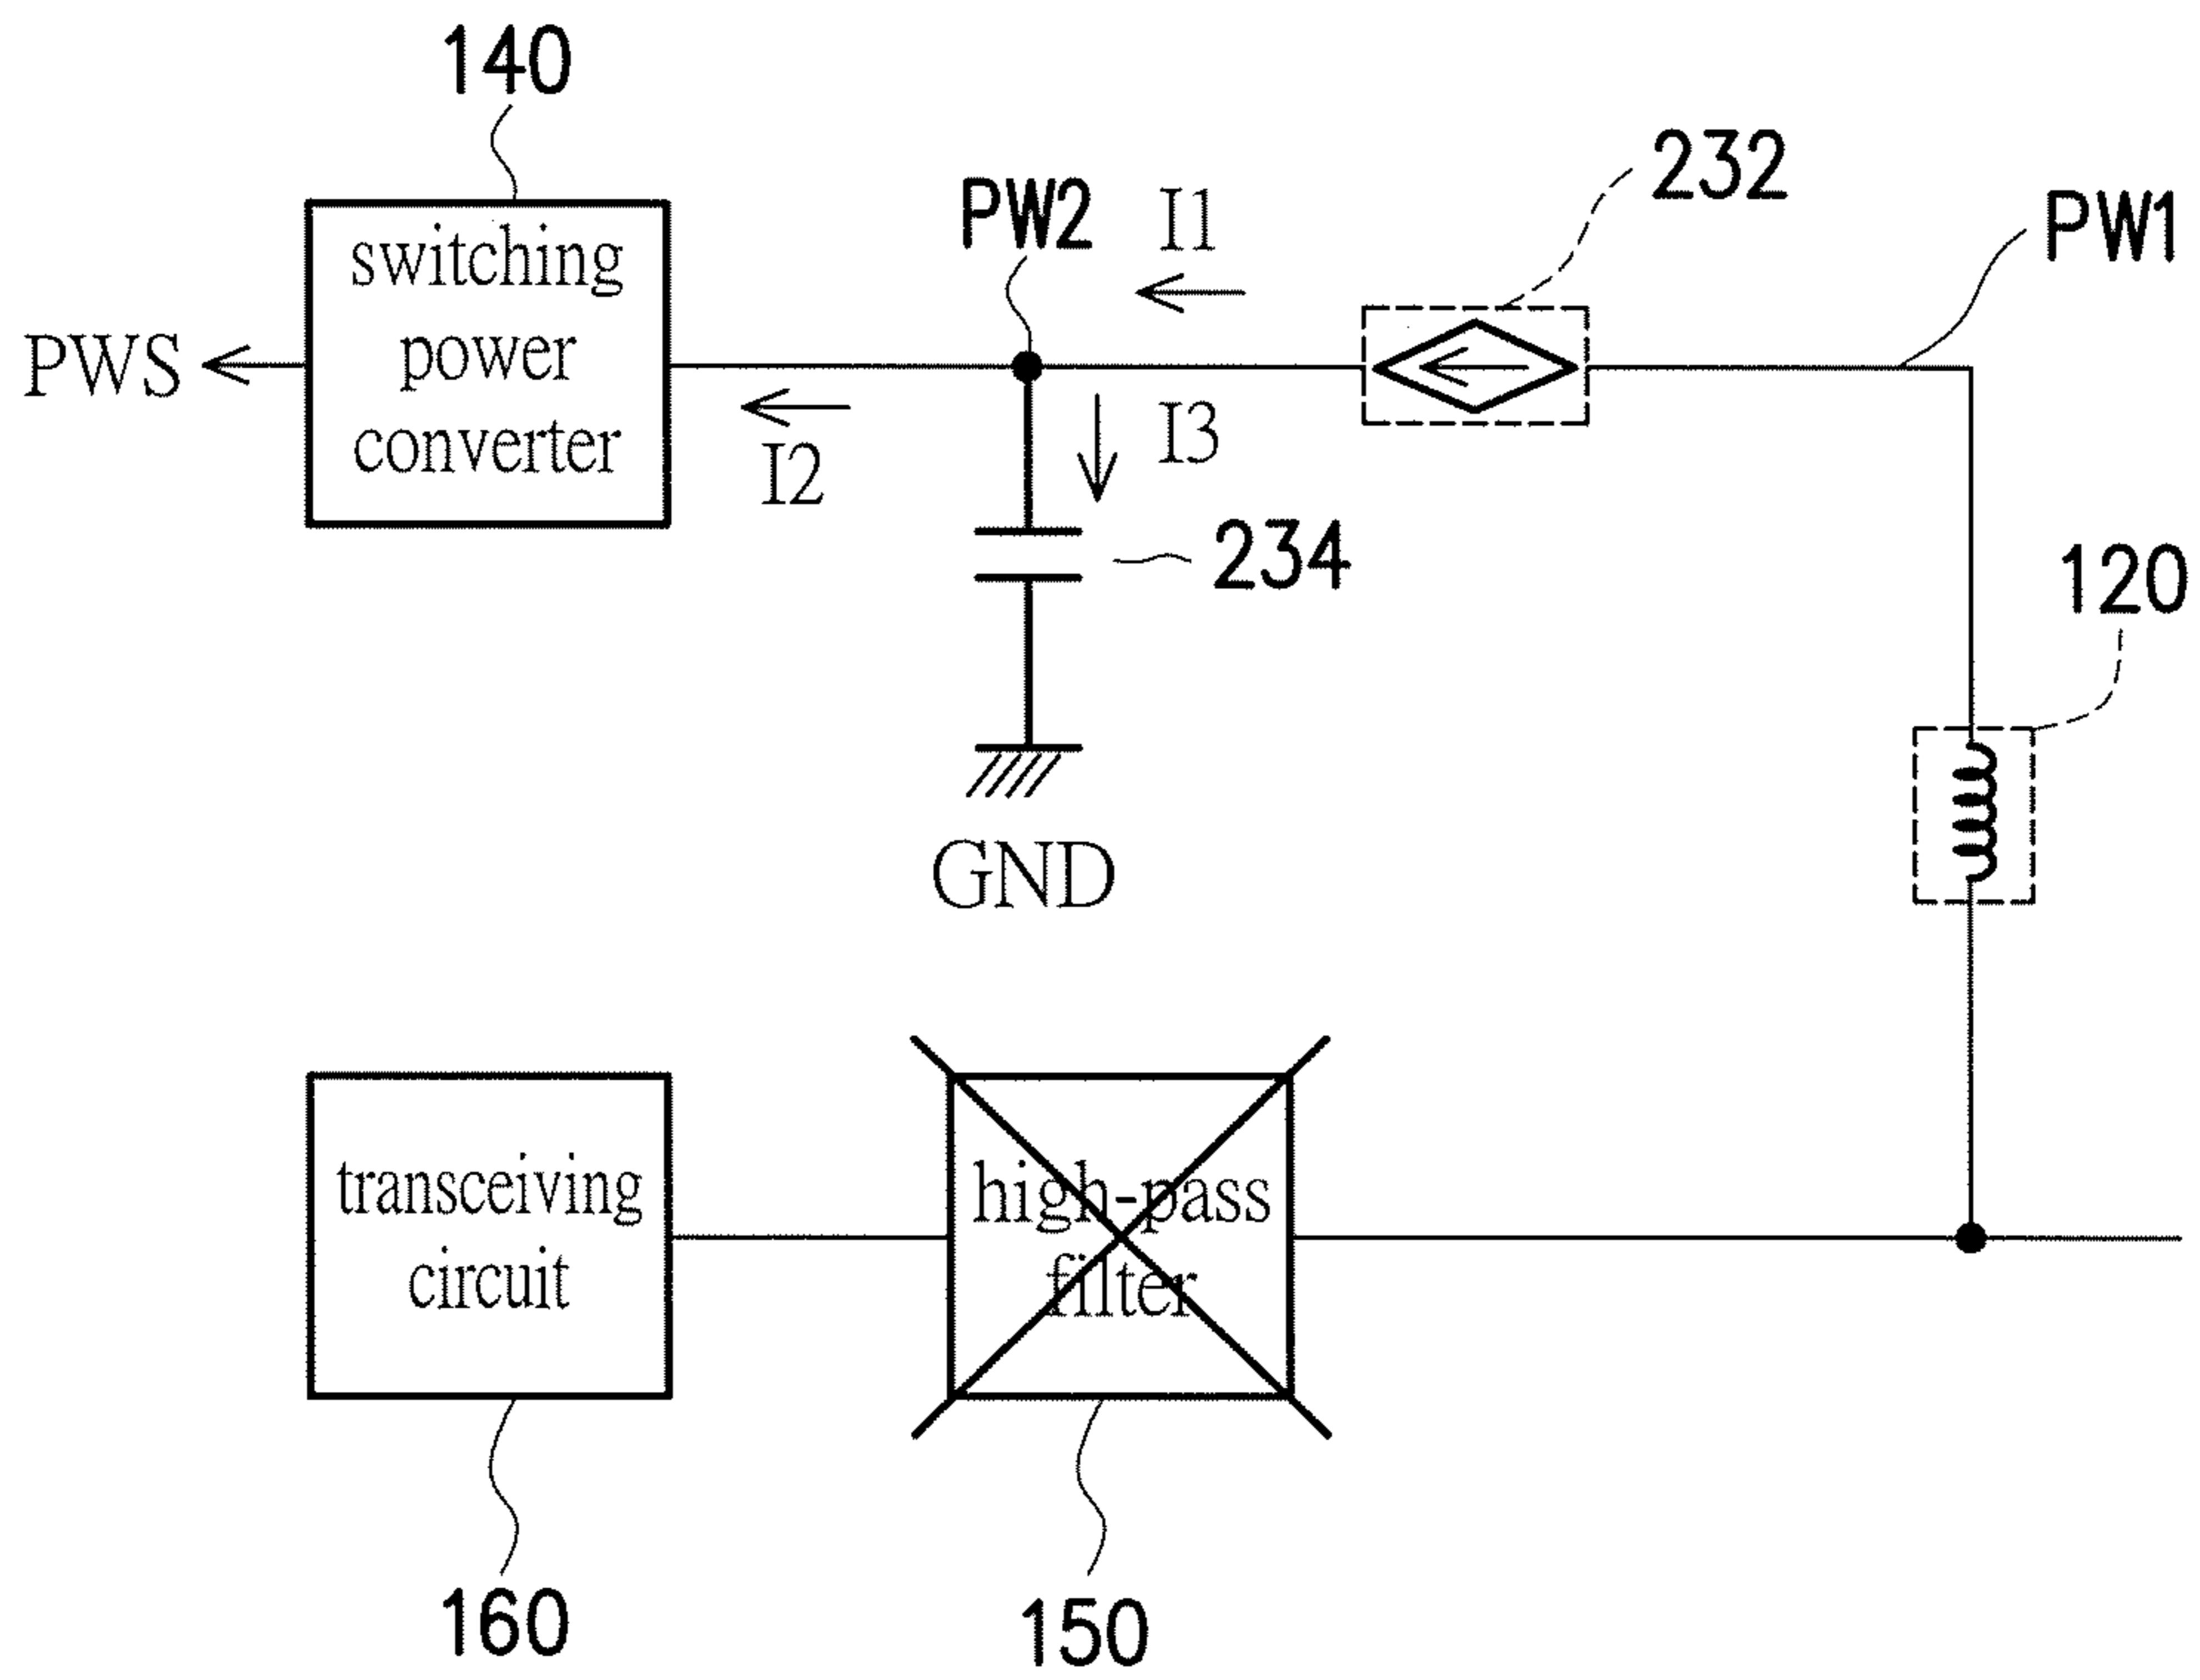 140
232
PW2
I1
PW1
switching
power
converter
PWS
I2
I3
234
120
GND
transceiving
circuit
high-pass
filter
160
150